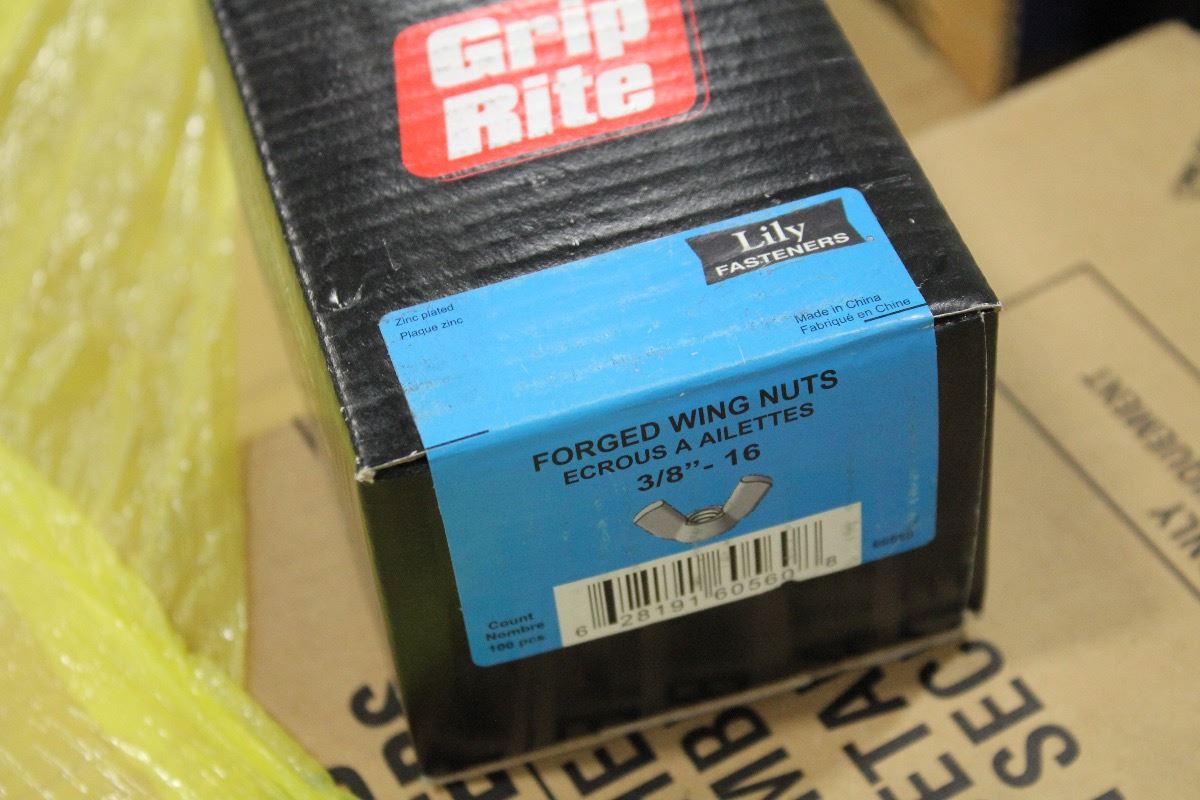 Grip
Rite
Lily
FASTENERS
Zinc plated
Plaque zinc
Made in China
Fabriqué en Chine
FORGED WING NUTS
ECROUS A AILETTES
3/8”- 16
6 28191 60560 8
Count
Nombre
100 pcs